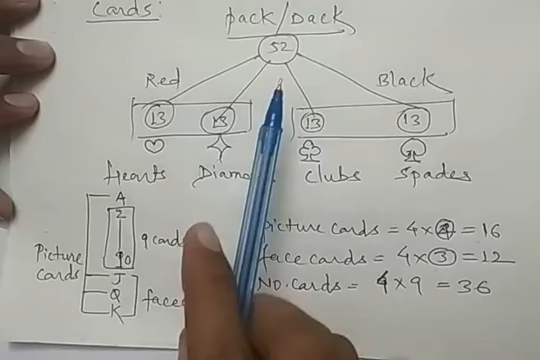 Cards:
pack/Dack
52
Red Black
13 13 13 13
Hearts Diamo clubs spades
A
2
9 cards
10
Picture cards
J
Q
K
face
picture cards = 4×4 = 16
face cards = 4×3 = 12
NO. cards = 4×9 = 36